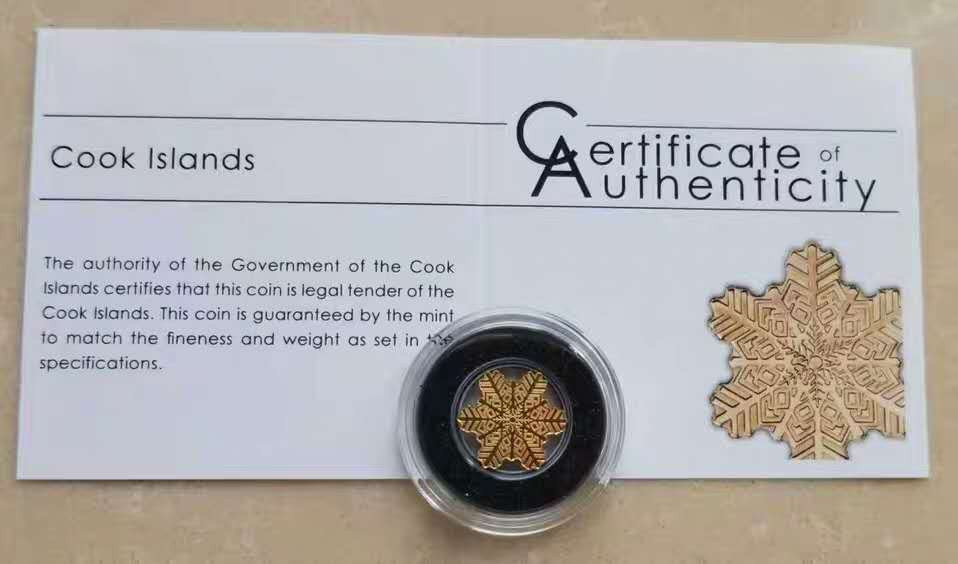 Cook Islands
Certificate of
Authenticity
The authority of the Government of the Cook
Islands certifies that this coin is legal tender of the
Cook Islands. This coin is guaranteed by the mint
to match the fineness and weight as set in the
specifications.